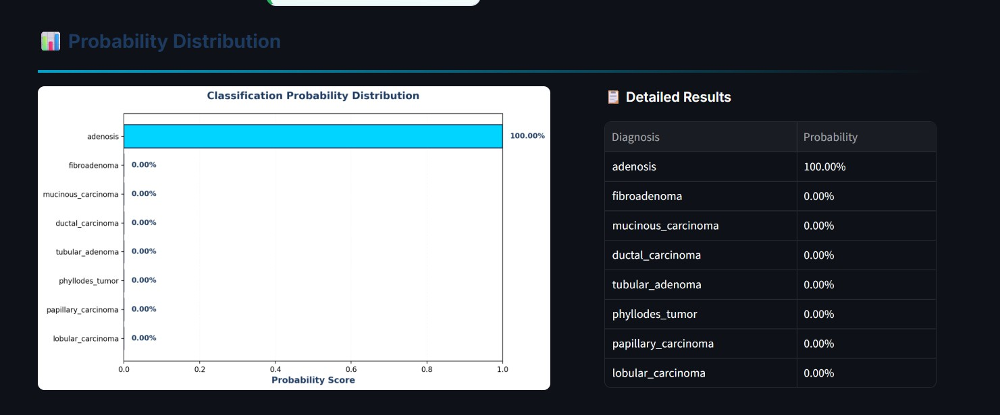 Probability Distribution
Classification Probability Distribution
adenosis 100.00%
fibroadenoma 0.00%
mucinous_carcinoma 0.00%
ductal_carcinoma 0.00%
tubular_adenoma 0.00%
phyllodes_tumor 0.00%
papillary_carcinoma 0.00%
lobular_carcinoma 0.00%
0.0 0.2 0.4 0.6 0.8 1.0
Probability Score
Detailed Results
Diagnosis Probability
adenosis 100.00%
fibroadenoma 0.00%
mucinous_carcinoma 0.00%
ductal_carcinoma 0.00%
tubular_adenoma 0.00%
phyllodes_tumor 0.00%
papillary_carcinoma 0.00%
lobular_carcinoma 0.00%